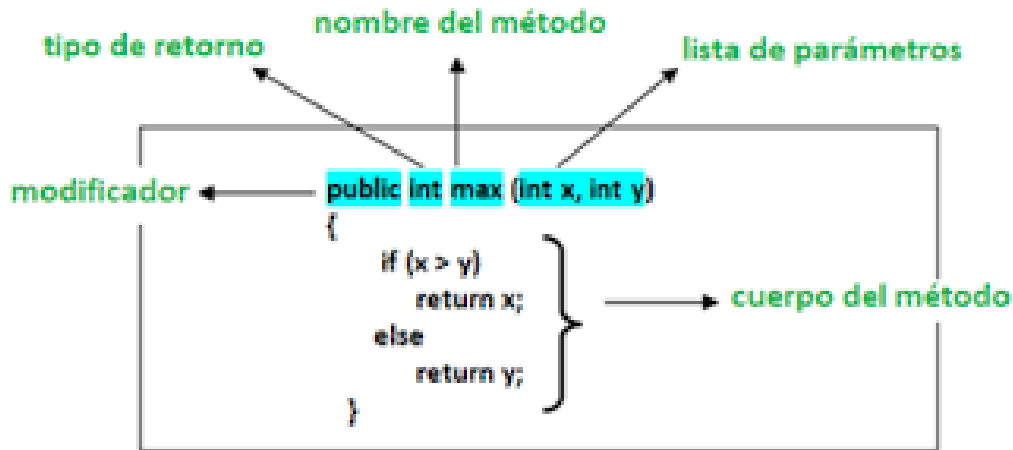 nombre del método
tipo de retorno
lista de parámetros
modificador
public int max (int x, int y)
{
if (x > y)
return x;
else
return y;
}
cuerpo del método